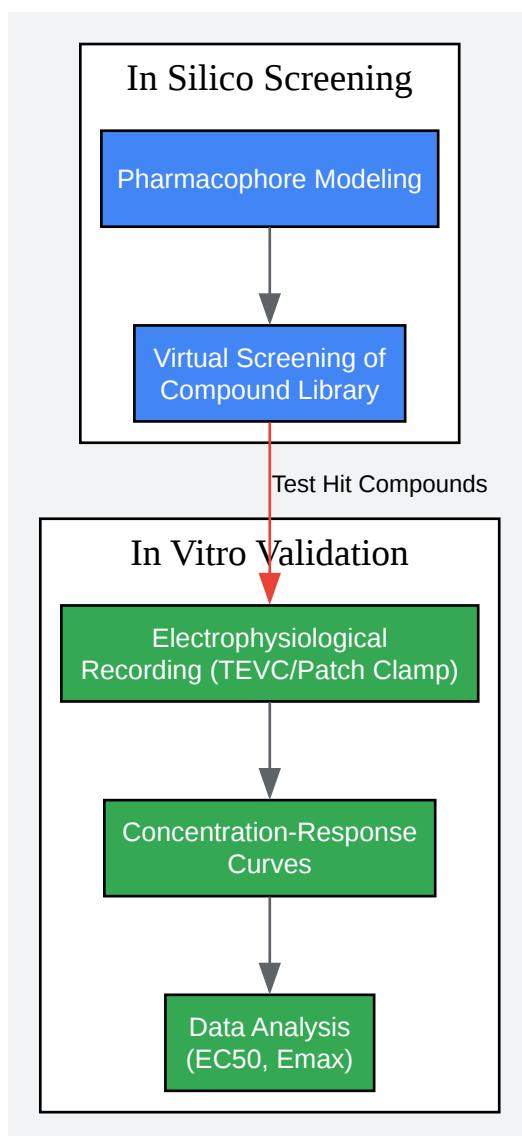 In Silico Screening
Pharmacophore Modeling
Virtual Screening of
Compound Library
Test Hit Compounds
In Vitro Validation
Electrophysiological
Recording (TEVC/Patch Clamp)
Concentration-Response
Curves
Data Analysis
(EC50, Emax)